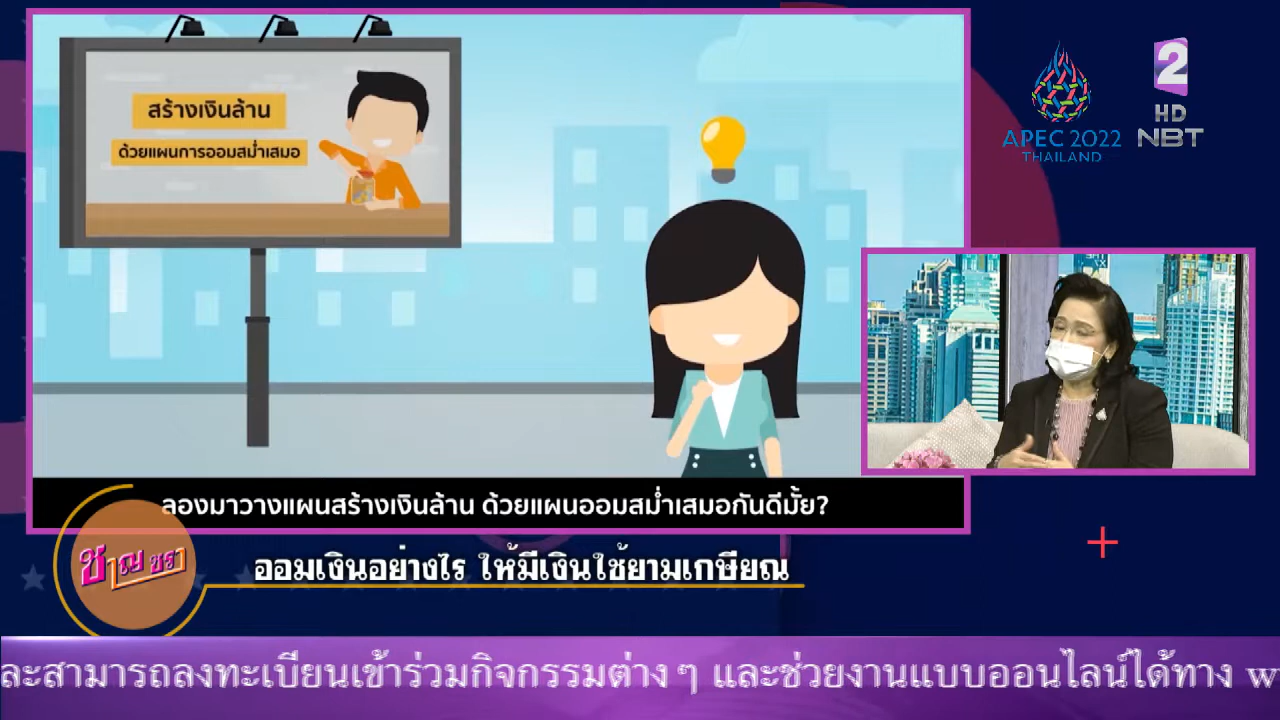 สร้างเงินล้าน
ด้วยแผนการออมสม่ำเสมอ
APEC 2022
THAILAND
2
HD
NBT
ลองมาวางแผนสร้างเงินล้าน ด้วยแผนออมสม่ำเสมอกันดีมั้ย?
ชาญ ชรา
ออมเงินอย่างไร ให้มีเงินใช้ยามเกษียณ
ละสามารถลงทะเบียนเข้าร่วมกิจกรรมต่างๆ และช่วยงานแบบออนไลน์ได้ทาง w